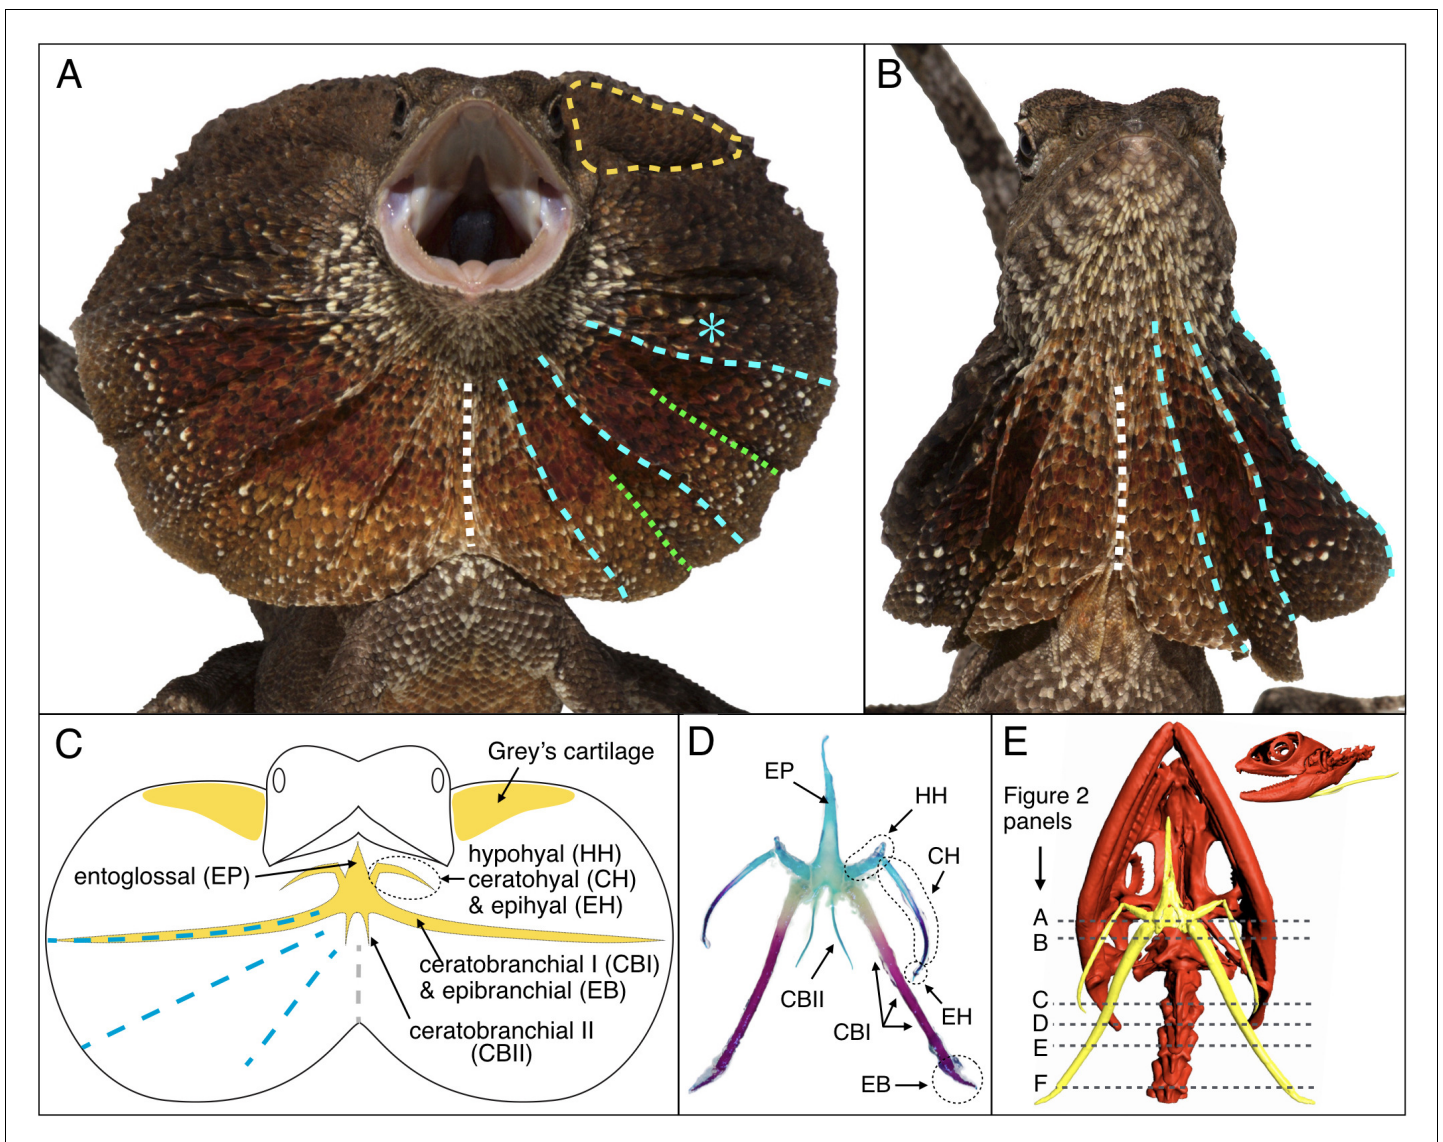 A
B
*
C
Grey's cartilage
entoglossal (EP)
hypohyal (HH)
ceratohyal (CH)
& epihyal (EH)
ceratobranchial I (CBI)
& epibranchial (EB)
ceratobranchial II
(CBII)
D
EP
HH
CH
CBII
CBI
EH
EB
E
Figure 2
panels
A
B
C
D
E
F